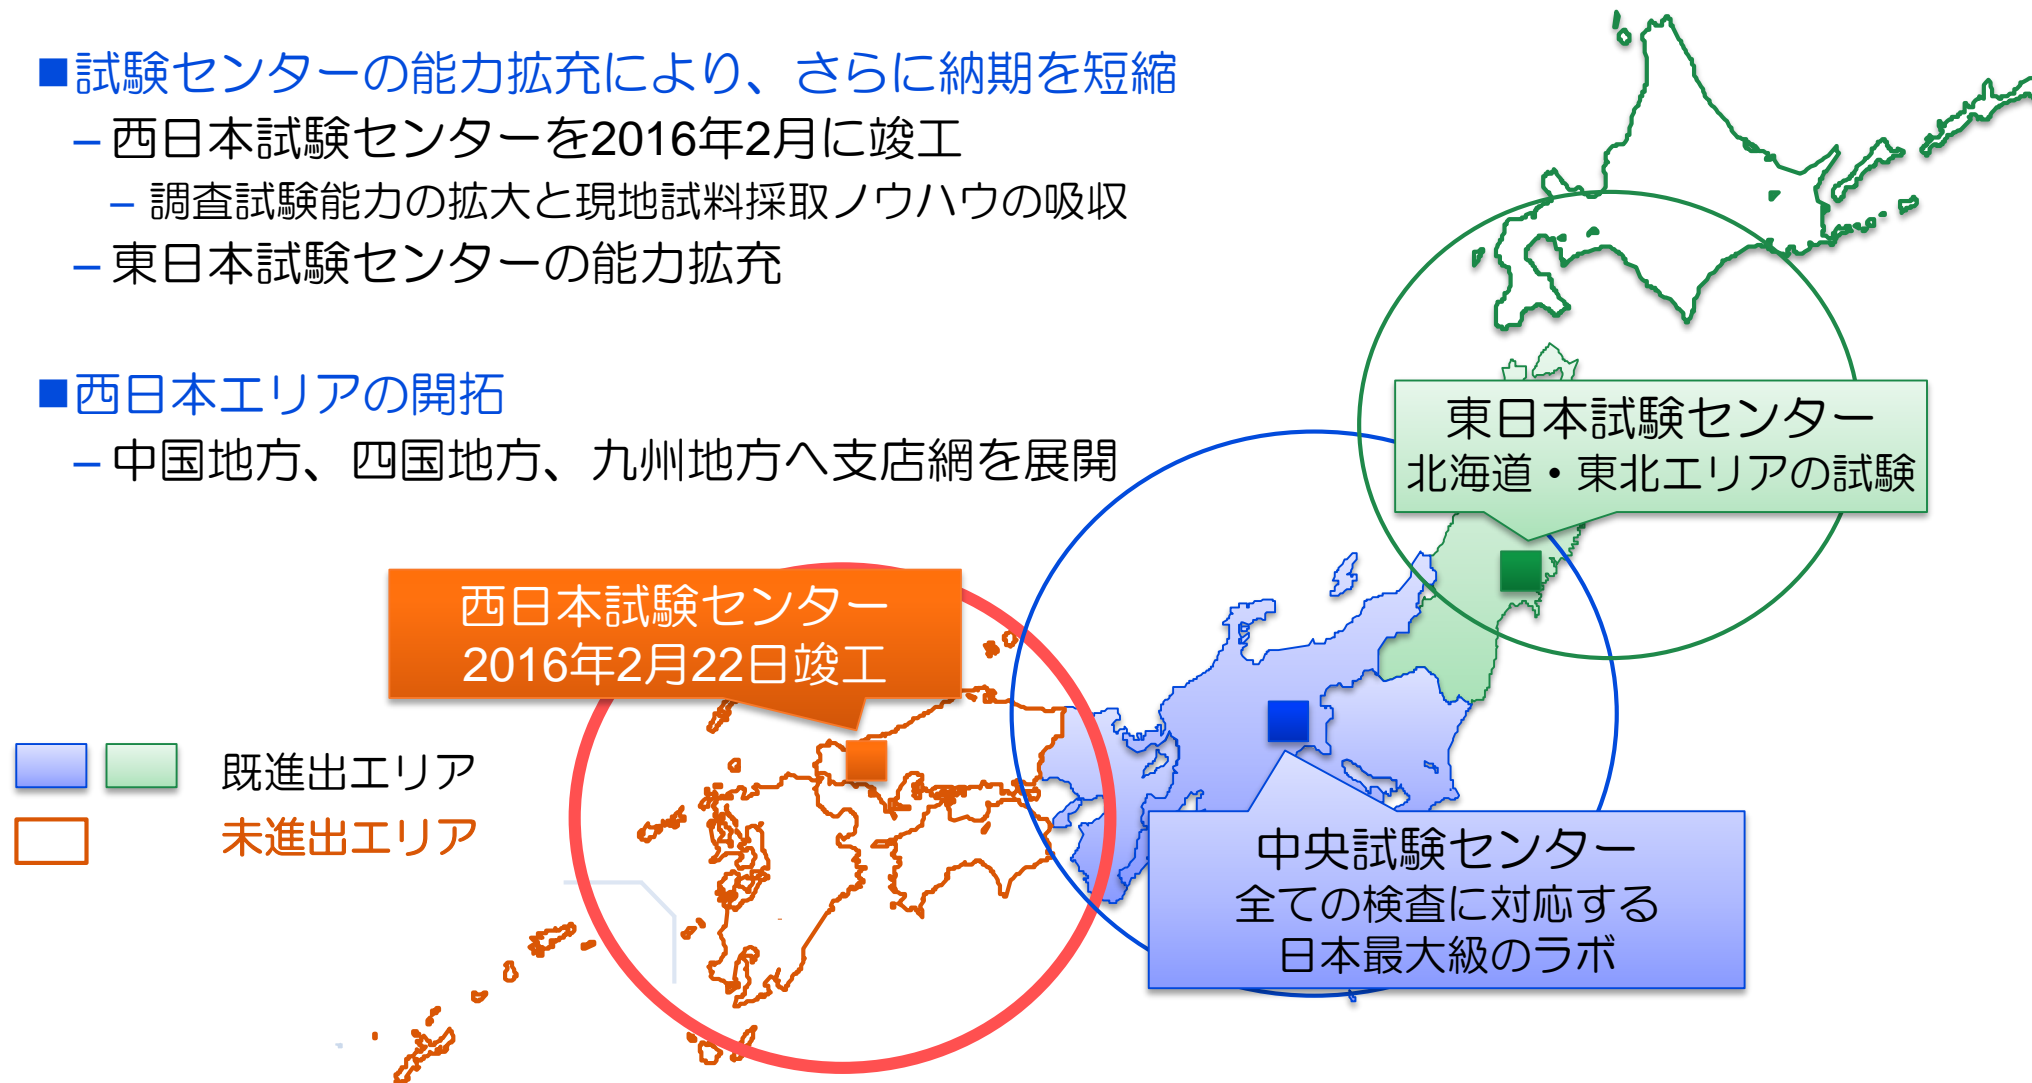 ■試験センターの能力拡充により、さらに納期を短縮
– 西日本試験センターを2016年2月に竣工
– 調査試験能力の拡大と現地試料採取ノウハウの吸収
– 東日本試験センターの能力拡充
■西日本エリアの開拓
– 中国地方、四国地方、九州地方へ支店網を展開
東日本試験センター
北海道・東北エリアの試験
西日本試験センター
2016年2月22日竣工
既進出エリア
未進出エリア
中央試験センター
全ての検査に対応する
日本最大級のラボ